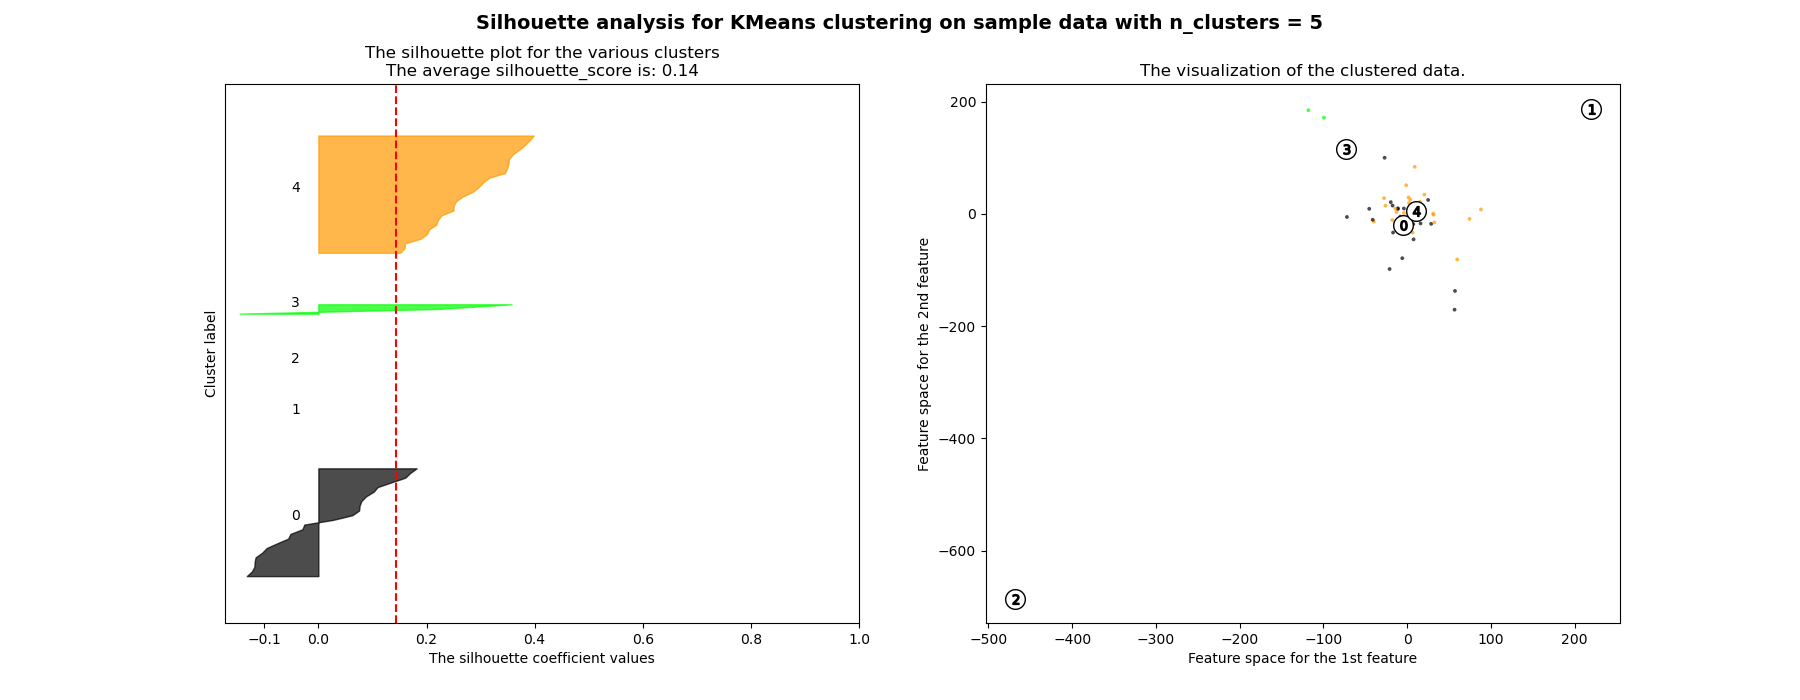 Silhouette analysis for KMeans clustering on sample data with n_clusters = 5
The silhouette plot for the various clusters
The average silhouette_score is: 0.14
4
3
2
1
0
Cluster label
−0.1 0.0 0.2 0.4 0.6 0.8 1.0
The silhouette coefficient values
The visualization of the clustered data.
200
0
−200
−400
−600
Feature space for the 2nd feature
1
3
4
0
2
−500 −400 −300 −200 −100 0 100 200
Feature space for the 1st feature